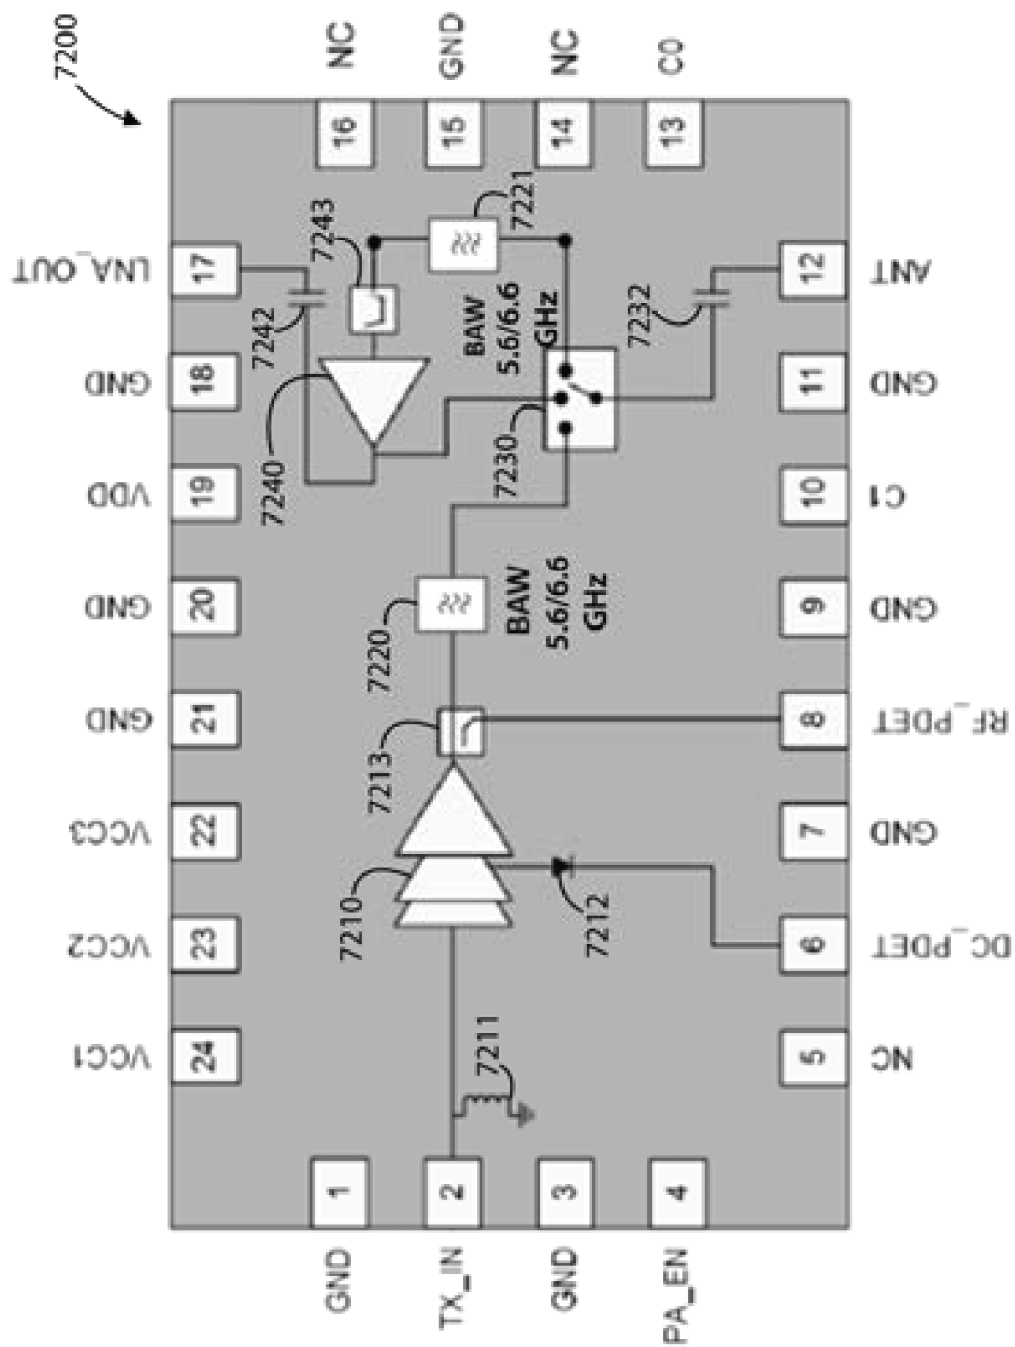 7200
NC
GND
NC
C0
16
15
14
13
LNA_OUT
17
GND
18
VDD
19
GND
20
GND
21
VCC3
22
VCC2
23
VCC1
24
7243
7221
7242
7240
BAW
5.6/6.6
GHz
7232
7230
7220
BAW
5.6/6.6
GHz
7213
7210
7212
7211
12
ANT
11
GND
10
C1
9
GND
8
RF_PDET
7
GND
6
DC_PDET
5
NC
1
2
3
4
GND
TX_IN
GND
PA_EN